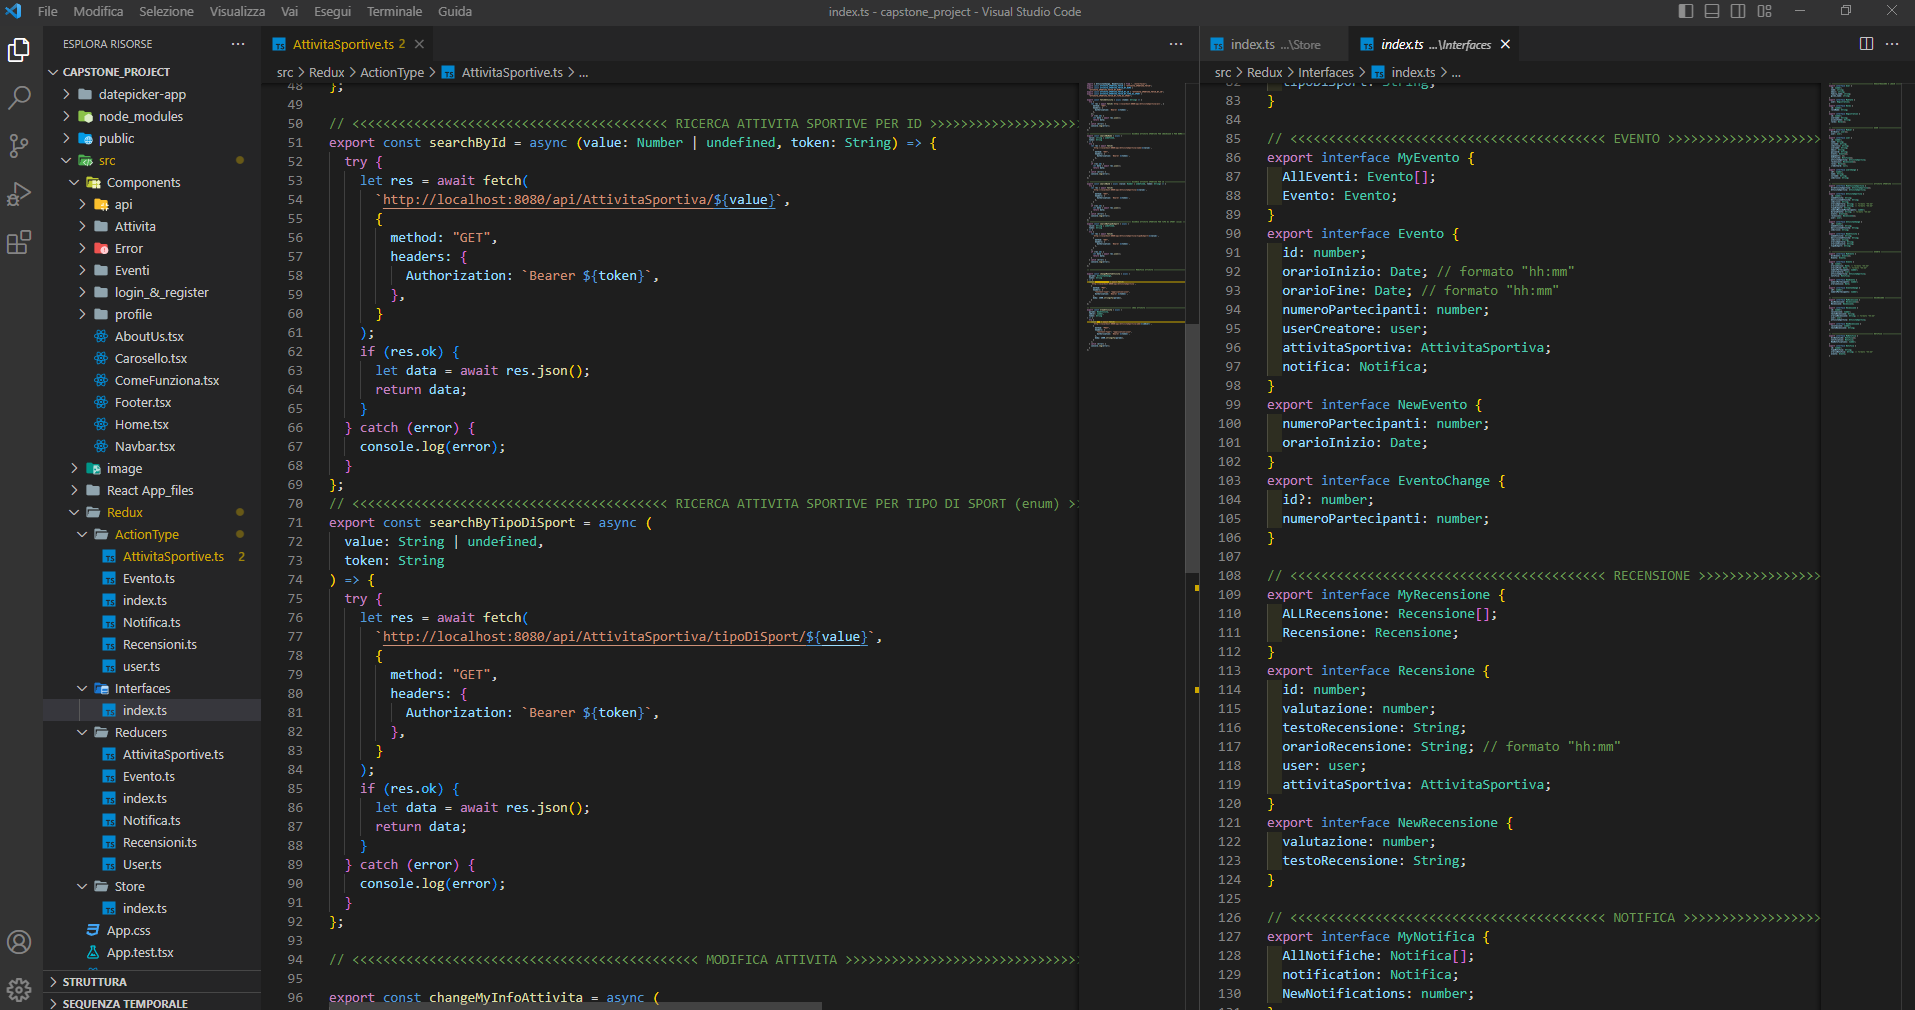 File Modifica Selezione Visualizza Vai Esegui Terminale Guida
index.ts - capstone_project - Visual Studio Code
ESPLORA RISORSE ...
CAPSTONE_PROJECT
datepicker-app
node_modules
public
src
Components
api
Attivita
Error
Eventi
login_&_register
profile
AboutUs.tsx
Carosello.tsx
ComeFunziona.tsx
Footer.tsx
Home.tsx
Navbar.tsx
image
React App_files
Redux
ActionType
AttivitaSportive.ts 2
Evento.ts
index.ts
Notifica.ts
Recensioni.ts
user.ts
Interfaces
index.ts
Reducers
AttivitaSportive.ts
Evento.ts
index.ts
Notifica.ts
Recensioni.ts
User.ts
Store
index.ts
App.css
App.test.tsx
STRUTTURA
SEQUENZA TEMPORALE
TS AttivitaSportive.ts 2 ...
src > Redux > ActionType > TS AttivitaSportive.ts > ...
48 };
49
50 // <<<<<<<<<<<<<<<<<<<<<<<<<<<<<<<<<<<<<<<<< RICERCA ATTIVITA SPORTIVE PER ID >>>>>>>>>>>>>>>>>>>
51 export const searchById = async (value: Number | undefined, token: String) => {
52 try {
53 let res = await fetch(
54 `http://localhost:8080/api/AttivitaSportiva/${value}`,
55 {
56 method: "GET",
57 headers: {
58 Authorization: `Bearer ${token}`,
59 },
60 }
61 );
62 if (res.ok) {
63 let data = await res.json();
64 return data;
65 }
66 } catch (error) {
67 console.log(error);
68 }
69 };
70 // <<<<<<<<<<<<<<<<<<<<<<<<<<<<<<<<<<<<<<<<< RICERCA ATTIVITA SPORTIVE PER TIPO DI SPORT (enum) >
71 export const searchByTipoDiSport = async (
72 value: String | undefined,
73 token: String
74 ) => {
75 try {
76 let res = await fetch(
77 `http://localhost:8080/api/AttivitaSportiva/tipoDiSport/${value}`,
78 {
79 method: "GET",
80 headers: {
81 Authorization: `Bearer ${token}`,
82 },
83 }
84 );
85 if (res.ok) {
86 let data = await res.json();
87 return data;
88 }
89 } catch (error) {
90 console.log(error);
91 }
92 };
93
94 // <<<<<<<<<<<<<<<<<<<<<<<<<<<<<<<<<<<<<<<<<<<<< MODIFICA ATTIVITA >>>>>>>>>>>>>>>>>>>>>>>>>>>>>>
95
96 export const changeMyInfoAttivita = async (
TS index.ts ...\Store TS index.ts ...\Interfaces ...
src > Redux > Interfaces > TS index.ts > ...
82 tipoDiSport: String;
83 }
84
85 // <<<<<<<<<<<<<<<<<<<<<<<<<<<<<<<<<<<<<<<<< EVENTO >>>>>>>>>>>>>>>>>>>>
86 export interface MyEvento {
87 AllEventi: Evento[];
88 Evento: Evento;
89 }
90 export interface Evento {
91 id: number;
92 orarioInizio: Date; // formato "hh:mm"
93 orarioFine: Date; // formato "hh:mm"
94 numeroPartecipanti: number;
95 userCreatore: user;
96 attivitaSportiva: AttivitaSportiva;
97 notifica: Notifica;
98 }
99 export interface NewEvento {
100 numeroPartecipanti: number;
101 orarioInizio: Date;
102 }
103 export interface EventoChange {
104 id?: number;
105 numeroPartecipanti: number;
106 }
107
108 // <<<<<<<<<<<<<<<<<<<<<<<<<<<<<<<<<<<<<<<<< RECENSIONE >>>>>>>>>>>>>>>>
109 export interface MyRecensione {
110 ALLRecensione: Recensione[];
111 Recensione: Recensione;
112 }
113 export interface Recensione {
114 id: number;
115 valutazione: number;
116 testoRecensione: String;
117 orarioRecensione: String; // formato "hh:mm"
118 user: user;
119 attivitaSportiva: AttivitaSportiva;
120 }
121 export interface NewRecensione {
122 valutazione: number;
123 testoRecensione: String;
124 }
125
126 // <<<<<<<<<<<<<<<<<<<<<<<<<<<<<<<<<<<<<<<<< NOTIFICA >>>>>>>>>>>>>>>>>>
127 export interface MyNotifica {
128 AllNotifiche: Notifica[];
129 notification: Notifica;
130 NewNotifications: number;